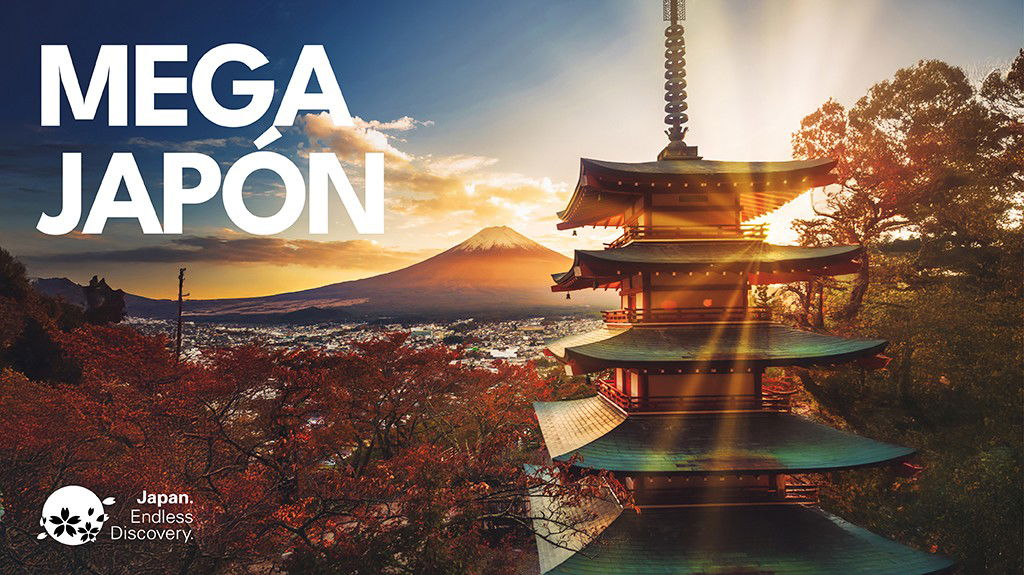 MEGA
JAPÓN
Japan.
Endless
Discovery.